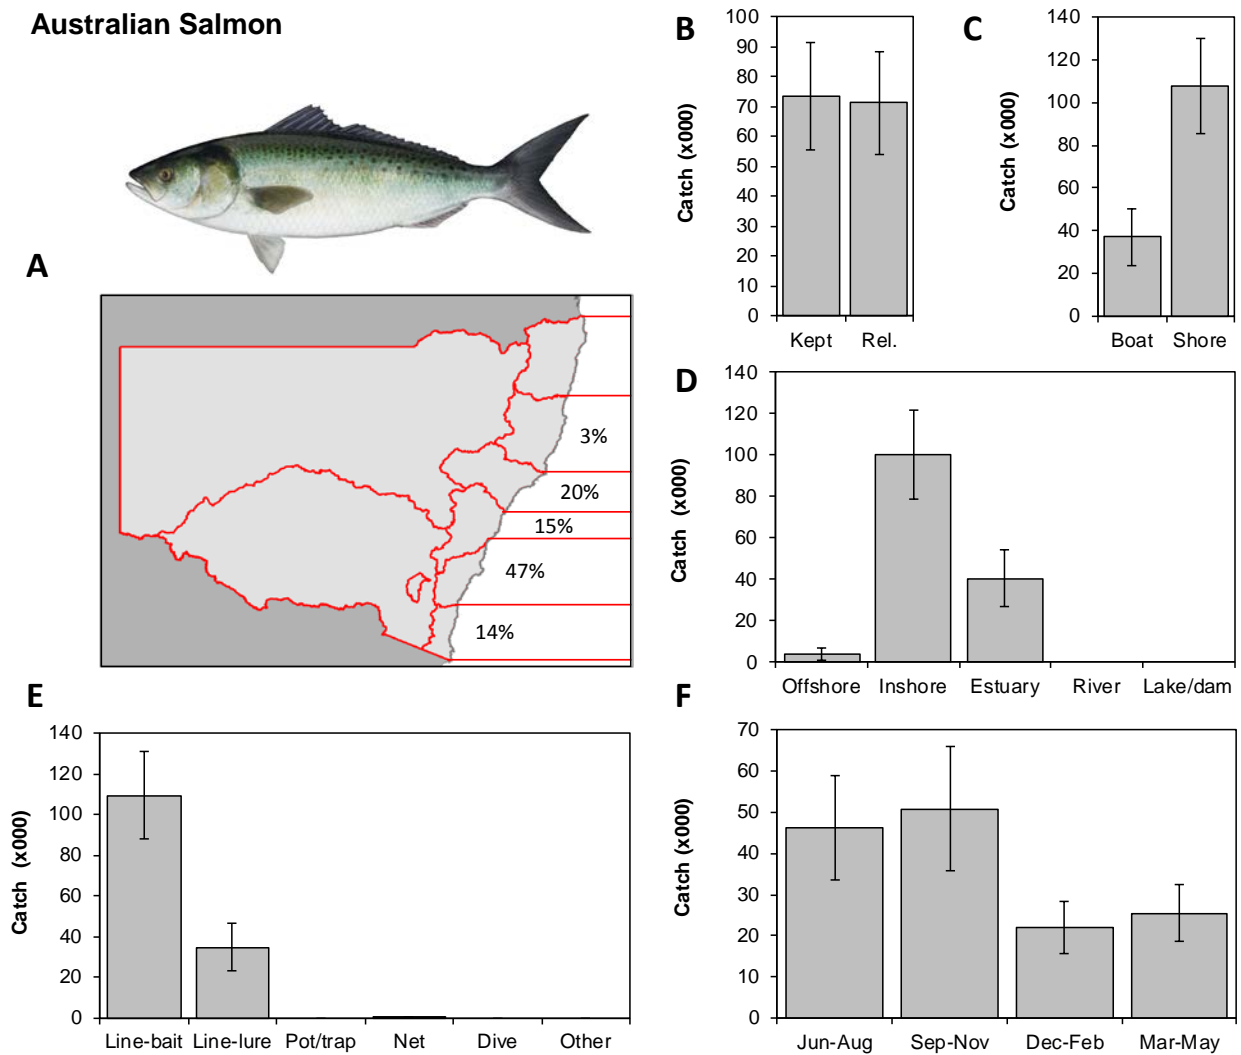 Australian Salmon
A
3%
20%
15%
47%
14%
B
Catch (x000)
100
90
80
70
60
50
40
30
20
10
0
Kept Rel.
C
Catch (x000)
140
120
100
80
60
40
20
0
Boat Shore
D
Catch (x000)
140
120
100
80
60
40
20
0
Offshore Inshore Estuary River Lake/dam
E
Catch (x000)
140
120
100
80
60
40
20
0
Line-bait Line-lure Pot/trap Net Dive Other
F
Catch (x000)
70
60
50
40
30
20
10
0
Jun-Aug Sep-Nov Dec-Feb Mar-May